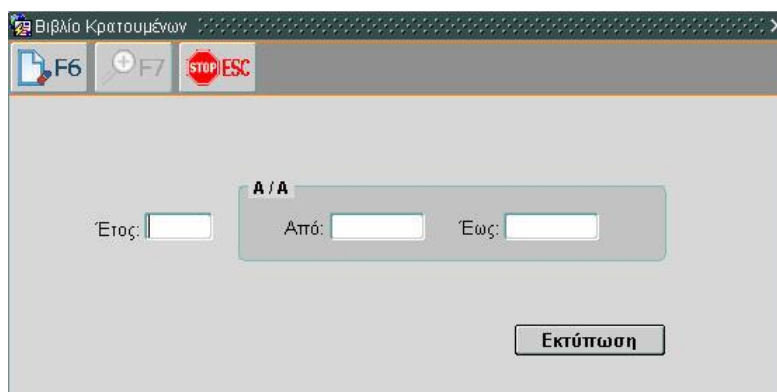 Βιβλίο Κρατουμένων
F6 F7 STOP ESC
A / A
Έτος: Από: Έως:
Εκτύπωση